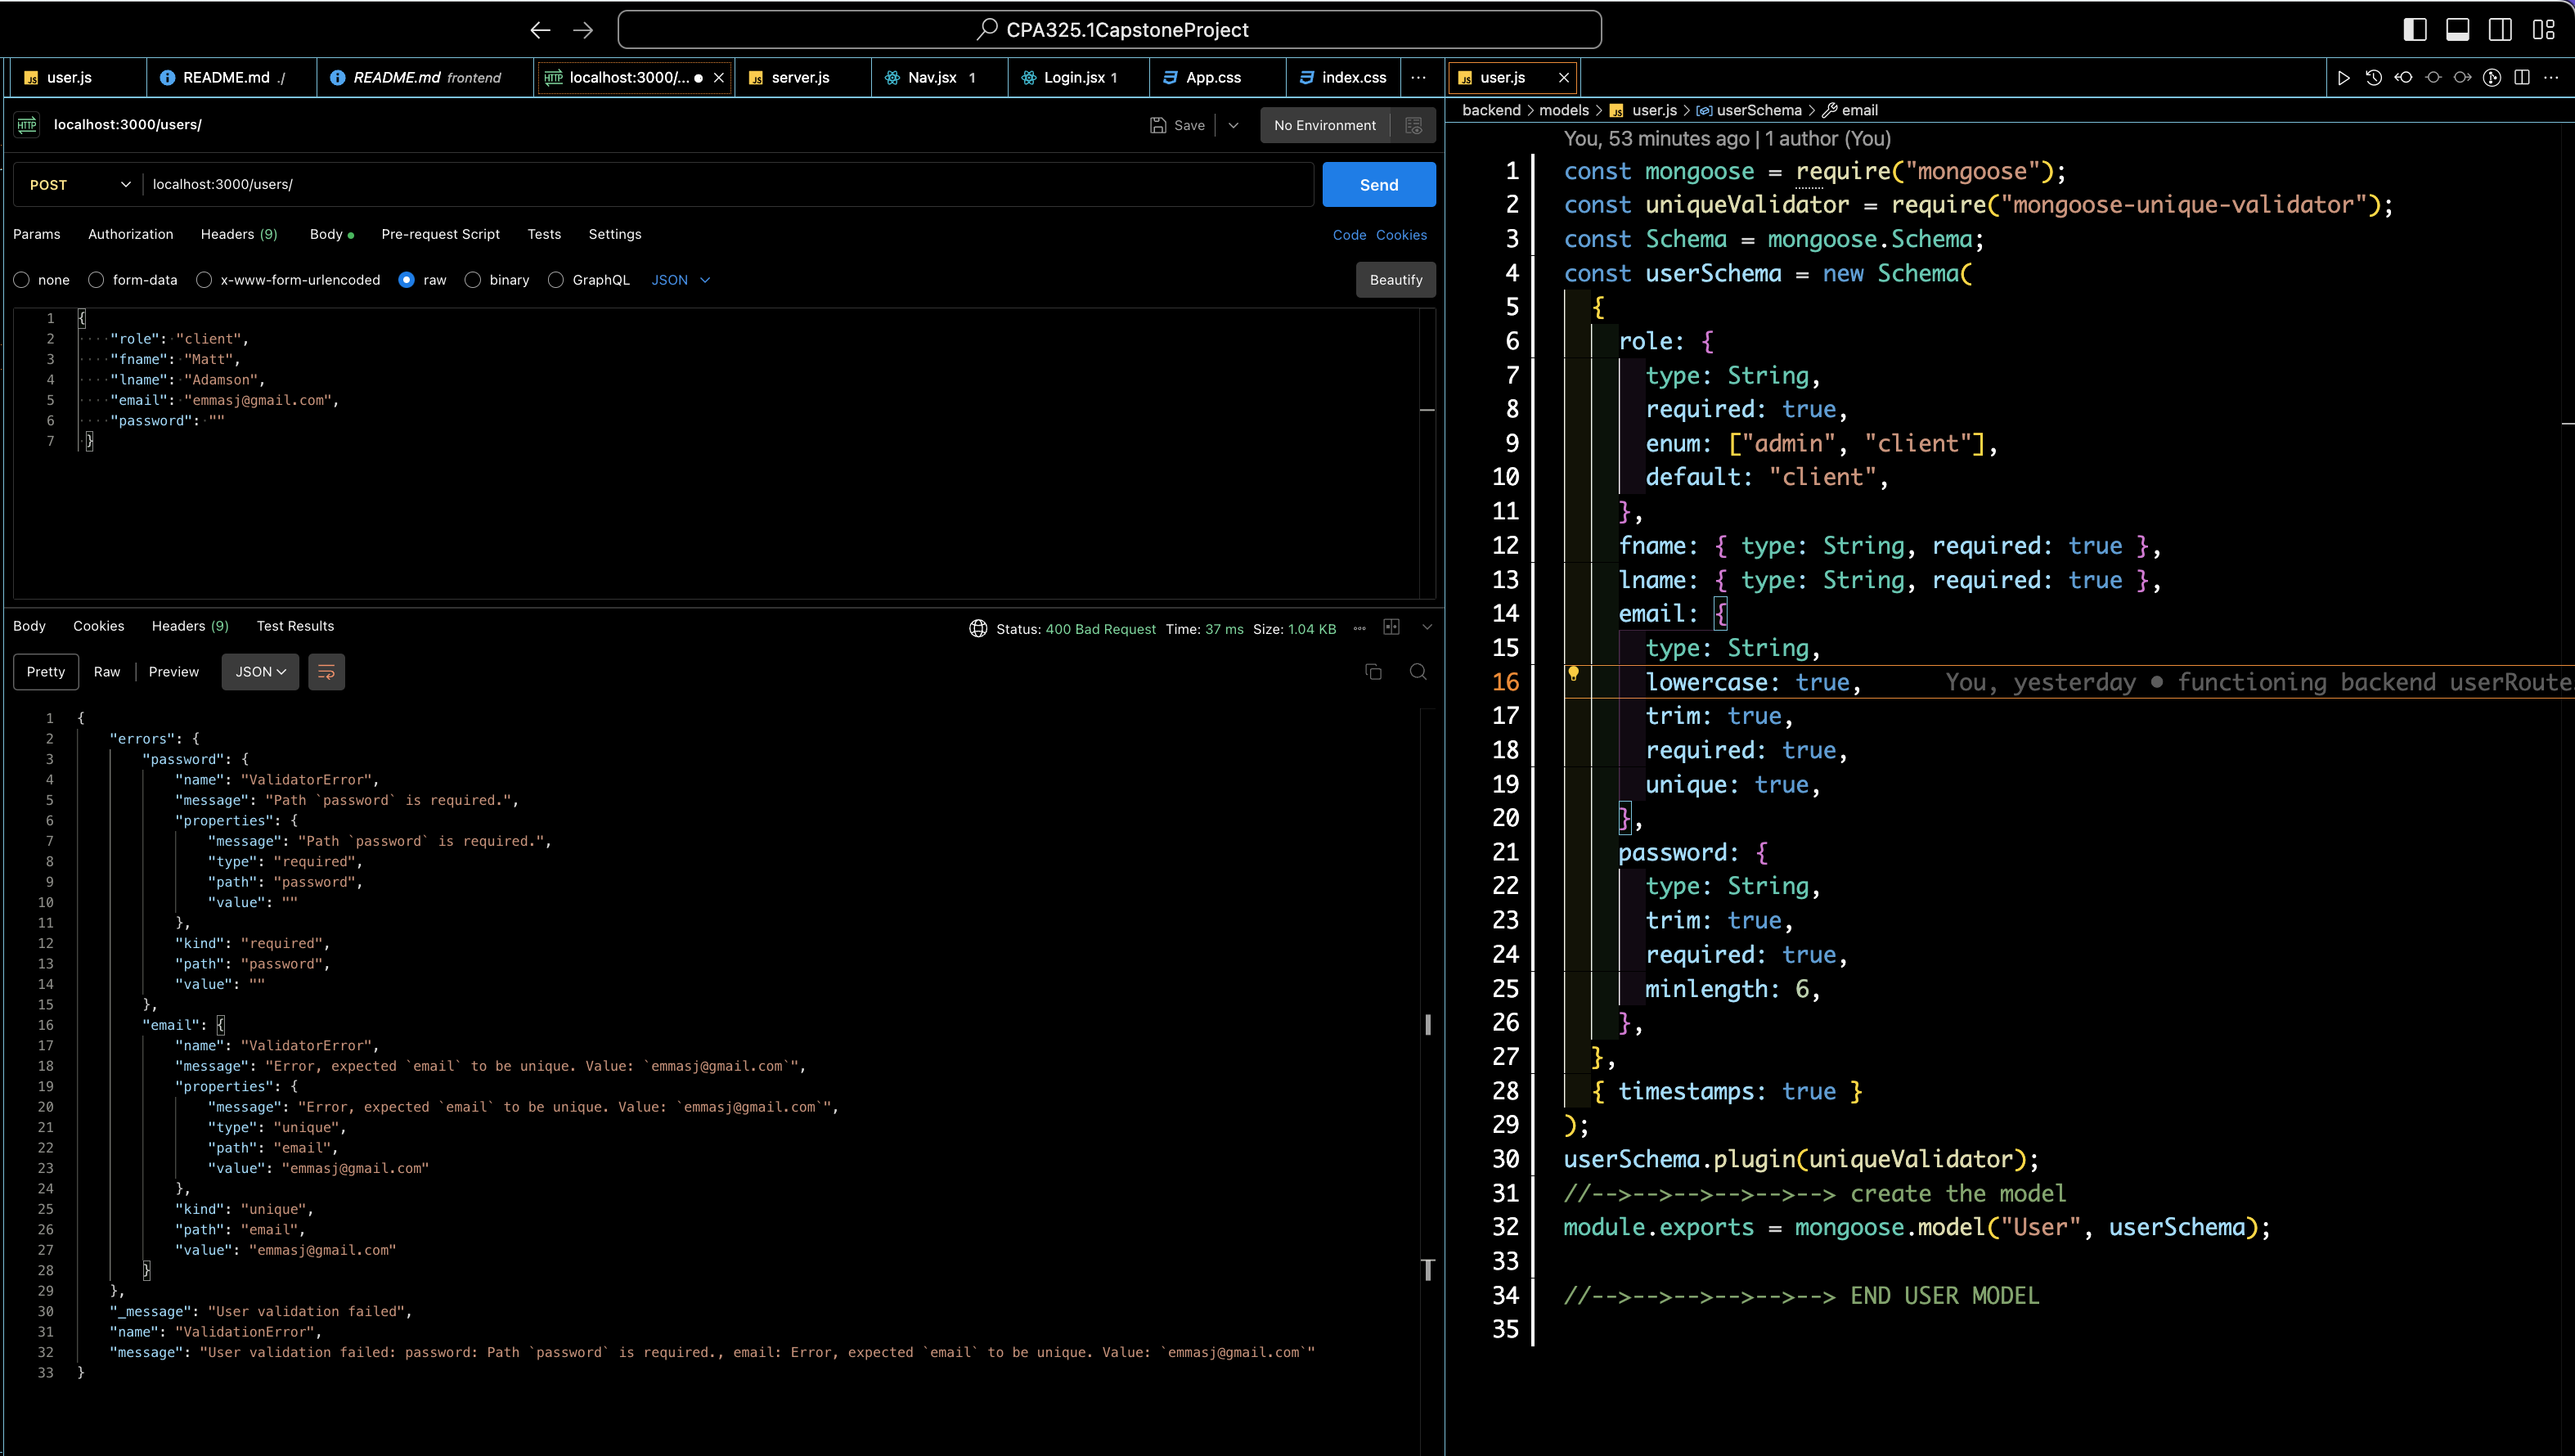 CPA325.1CapstoneProject
user.js
README.md ./
README.md frontend
localhost:3000/... ●
server.js
Nav.jsx 1
Login.jsx 1
App.css
index.css
...
user.js
HTTP localhost:3000/users/
Save
No Environment
POST localhost:3000/users/
Send
Params Authorization Headers (9) Body Pre-request Script Tests Settings Code Cookies
none form-data x-www-form-urlencoded raw binary GraphQL JSON Beautify
1 {
2 "role": "client",
3 "fname": "Matt",
4 "lname": "Adamson",
5 "email": "emmasj@gmail.com",
6 "password": ""
7 }
Body Cookies Headers (9) Test Results Status: 400 Bad Request Time: 37 ms Size: 1.04 KB
Pretty Raw Preview JSON
1 {
2 "errors": {
3 "password": {
4 "name": "ValidatorError",
5 "message": "Path `password` is required.",
6 "properties": {
7 "message": "Path `password` is required.",
8 "type": "required",
9 "path": "password",
10 "value": ""
11 },
12 "kind": "required",
13 "path": "password",
14 "value": ""
15 },
16 "email": {
17 "name": "ValidatorError",
18 "message": "Error, expected `email` to be unique. Value: `emmasj@gmail.com`",
19 "properties": {
20 "message": "Error, expected `email` to be unique. Value: `emmasj@gmail.com`",
21 "type": "unique",
22 "path": "email",
23 "value": "emmasj@gmail.com"
24 },
25 "kind": "unique",
26 "path": "email",
27 "value": "emmasj@gmail.com"
28 }
29 },
30 "_message": "User validation failed",
31 "name": "ValidationError",
32 "message": "User validation failed: password: Path `password` is required., email: Error, expected `email` to be unique. Value: `emmasj@gmail.com`"
33 }
backend > models > user.js > userSchema > email
You, 53 minutes ago | 1 author (You)
1 const mongoose = require("mongoose");
2 const uniqueValidator = require("mongoose-unique-validator");
3 const Schema = mongoose.Schema;
4 const userSchema = new Schema(
5 {
6 role: {
7 type: String,
8 required: true,
9 enum: ["admin", "client"],
10 default: "client",
11 },
12 fname: { type: String, required: true },
13 lname: { type: String, required: true },
14 email: {
15 type: String,
16 lowercase: true, You, yesterday • functioning backend userRoute
17 trim: true,
18 required: true,
19 unique: true,
20 },
21 password: {
22 type: String,
23 trim: true,
24 required: true,
25 minlength: 6,
26 },
27 },
28 { timestamps: true }
29 );
30 userSchema.plugin(uniqueValidator);
31 //-->-->-->-->-->--> create the model
32 module.exports = mongoose.model("User", userSchema);
33
34 //-->-->-->-->-->--> END USER MODEL
35